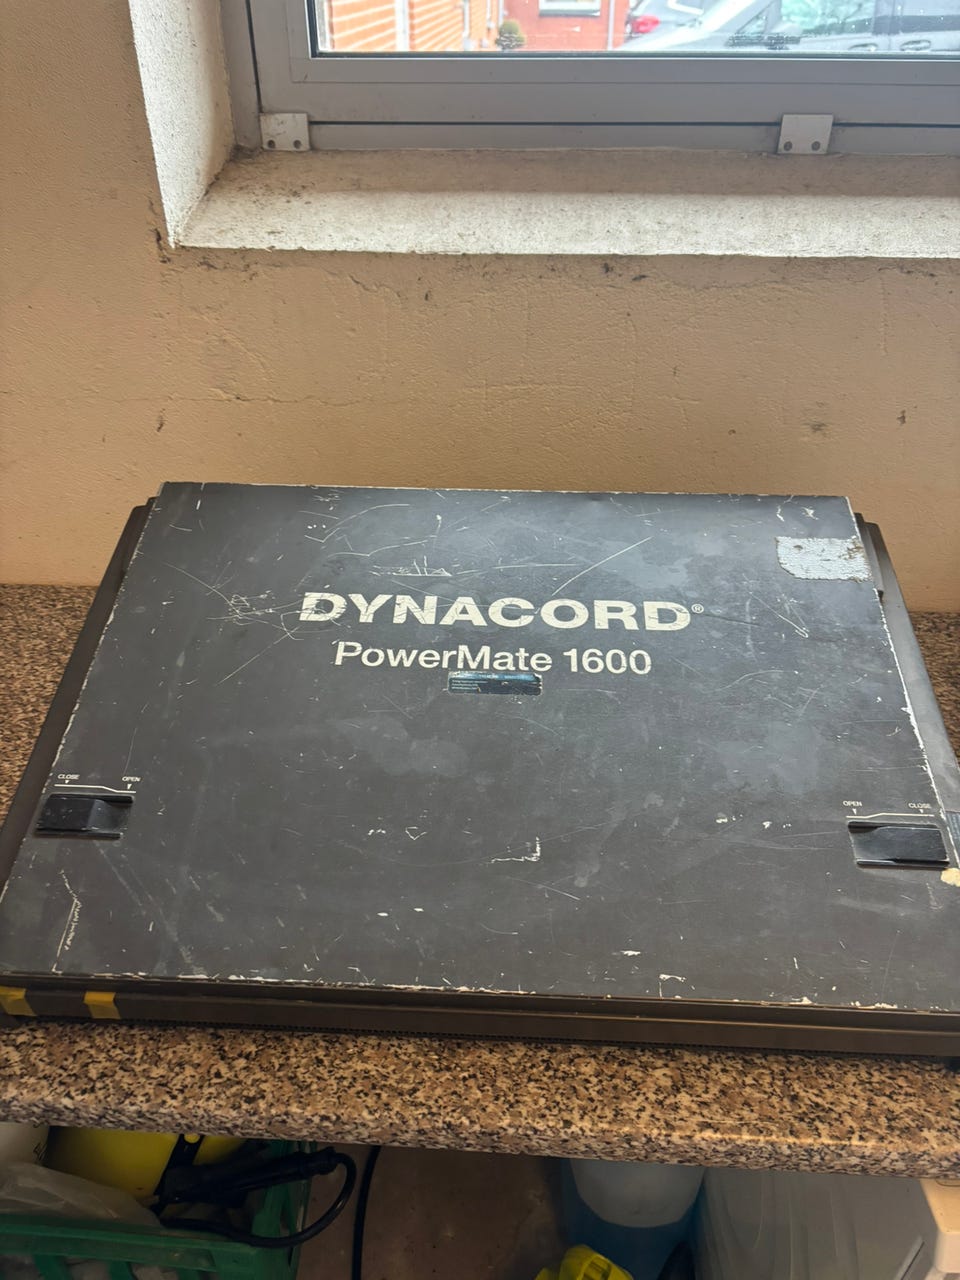 DYNACORD®
PowerMate 1600
CLOSE OPEN
OPEN CLOSE